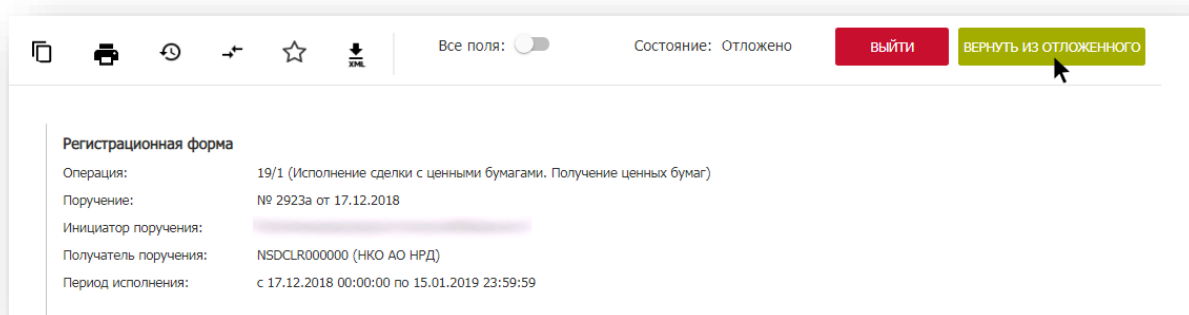 Все поля: Состояние: Отложено ВЫЙТИ ВЕРНУТЬ ИЗ ОТЛОЖЕННОГО
XML
Регистрационная форма
Операция: 19/1 (Исполнение сделки с ценными бумагами. Получение ценных бумаг)
Поручение: № 2923а от 17.12.2018
Инициатор поручения:
Получатель поручения: NSDCLR000000 (НКО АО НРД)
Период исполнения: с 17.12.2018 00:00:00 по 15.01.2019 23:59:59